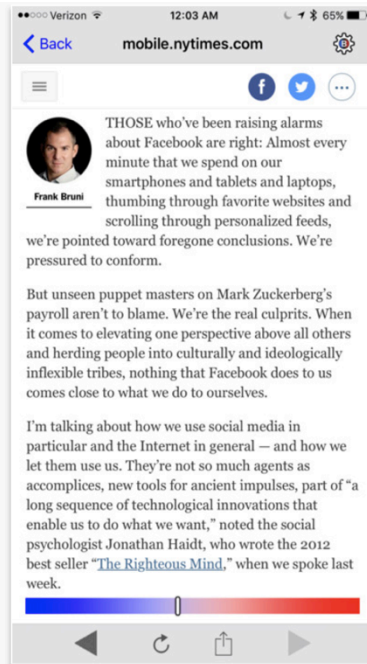 Verizon 12:03 AM 65%
Back mobile.nytimes.com
f
Frank Bruni
THOSE who've been raising alarms
about Facebook are right: Almost every
minute that we spend on our
smartphones and tablets and laptops,
thumbing through favorite websites and
scrolling through personalized feeds,
we're pointed toward foregone conclusions. We're
pressured to conform.
But unseen puppet masters on Mark Zuckerberg's
payroll aren't to blame. We're the real culprits. When
it comes to elevating one perspective above all others
and herding people into culturally and ideologically
inflexible tribes, nothing that Facebook does to us
comes close to what we do to ourselves.
I'm talking about how we use social media in
particular and the Internet in general — and how we
let them use us. They're not so much agents as
accomplices, new tools for ancient impulses, part of “a
long sequence of technological innovations that
enable us to do what we want,” noted the social
psychologist Jonathan Haidt, who wrote the 2012
best seller “The Righteous Mind,” when we spoke last
week.